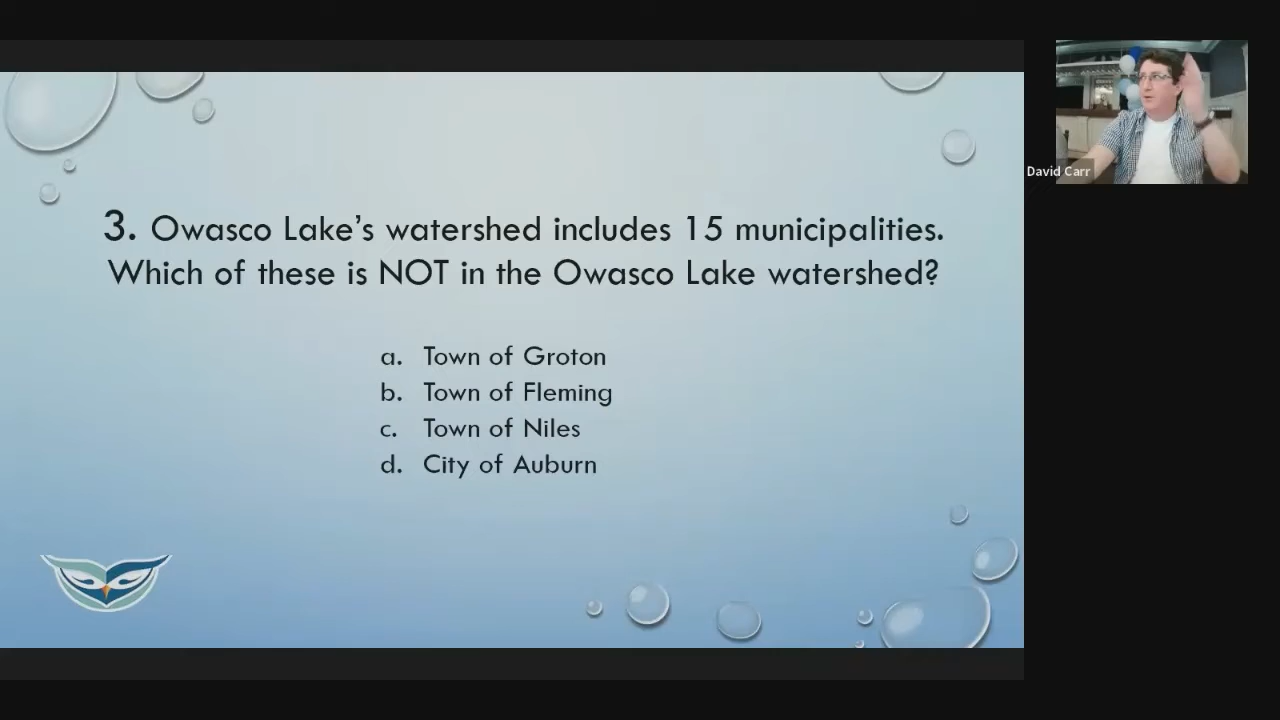 3. Owasco Lake's watershed includes 15 municipalities.
Which of these is NOT in the Owasco Lake watershed?
a. Town of Groton
b. Town of Fleming
c. Town of Niles
d. City of Auburn
David Carr